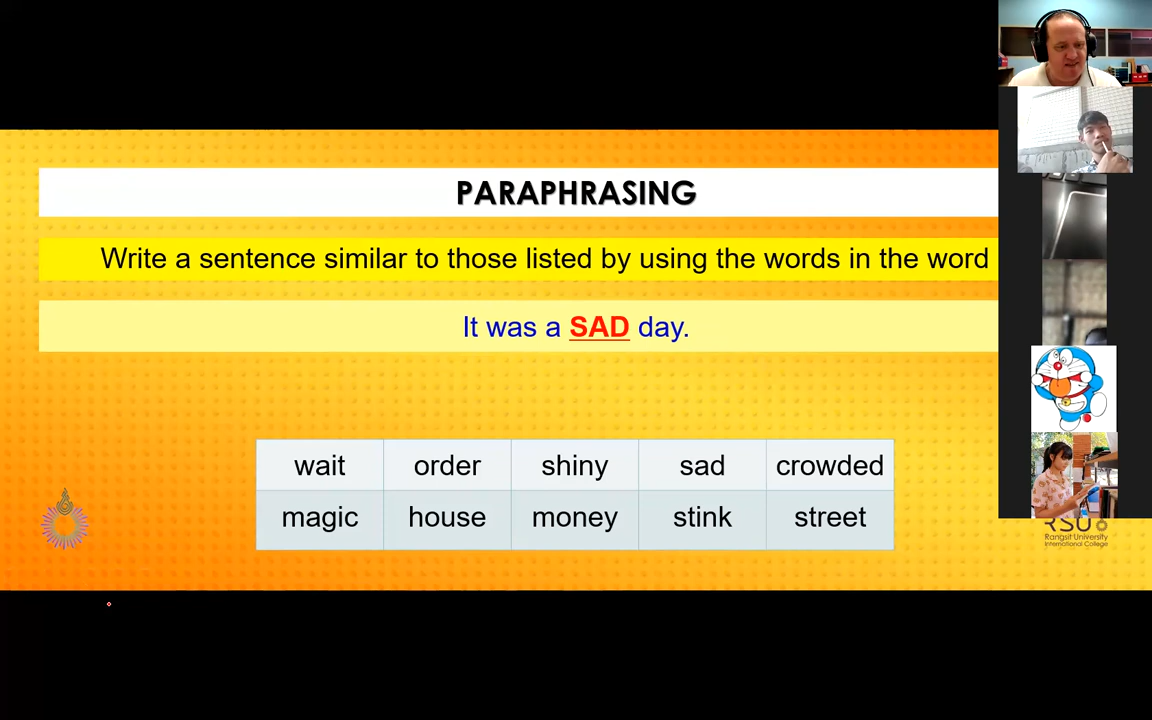 PARAPHRASING
Write a sentence similar to those listed by using the words in the word
It was a SAD day.
wait order shiny sad crowded
magic house money stink street
RSU
Rangsit University
International College